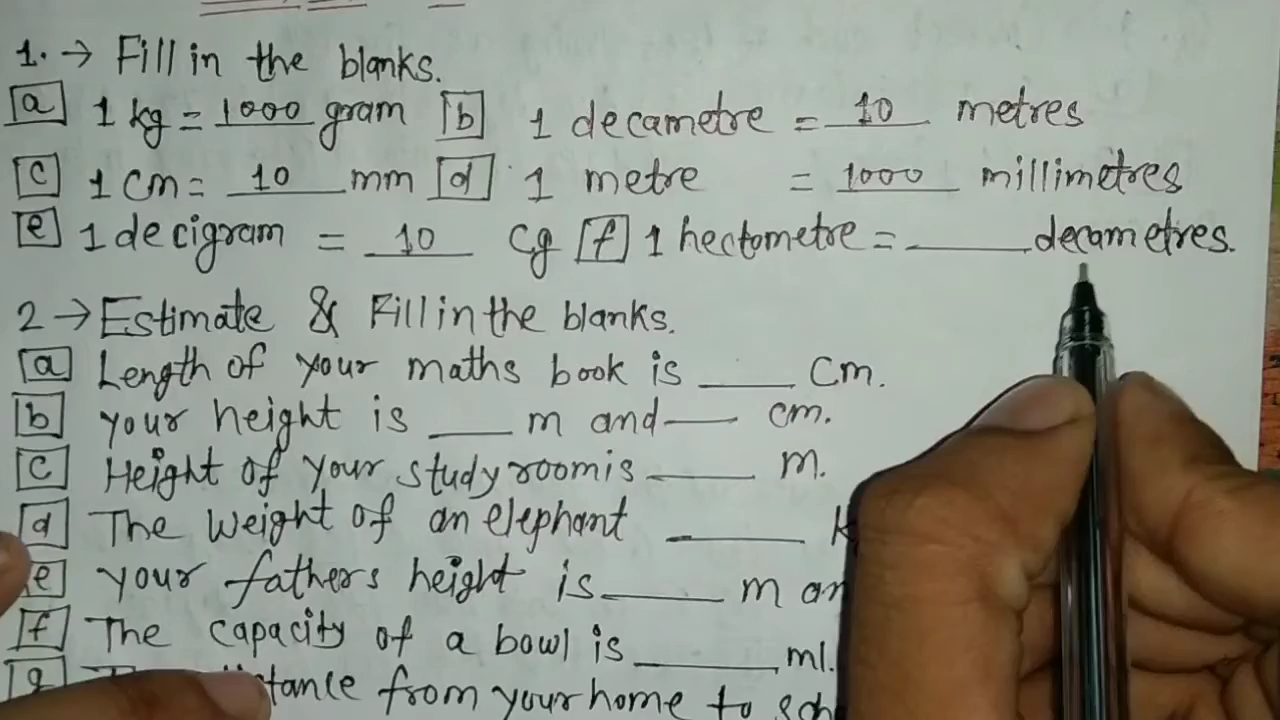 1. → Fill in the blanks.
a 1 kg = 1000 gram b 1 decametre = 10 metres
c 1 cm = 10 mm d 1 metre = 1000 millimetres
e 1 decigram = 10 cg f 1 hectometre = ____ decametres.
2 → Estimate & Fill in the blanks.
a Length of your maths book is ____ cm.
b your height is ____ m and ____ cm.
c Height of your study room is ____ m.
d The weight of an elephant ____
e your fathers height is ____ m
f The capacity of a bowl is ____ ml.
g from your home to